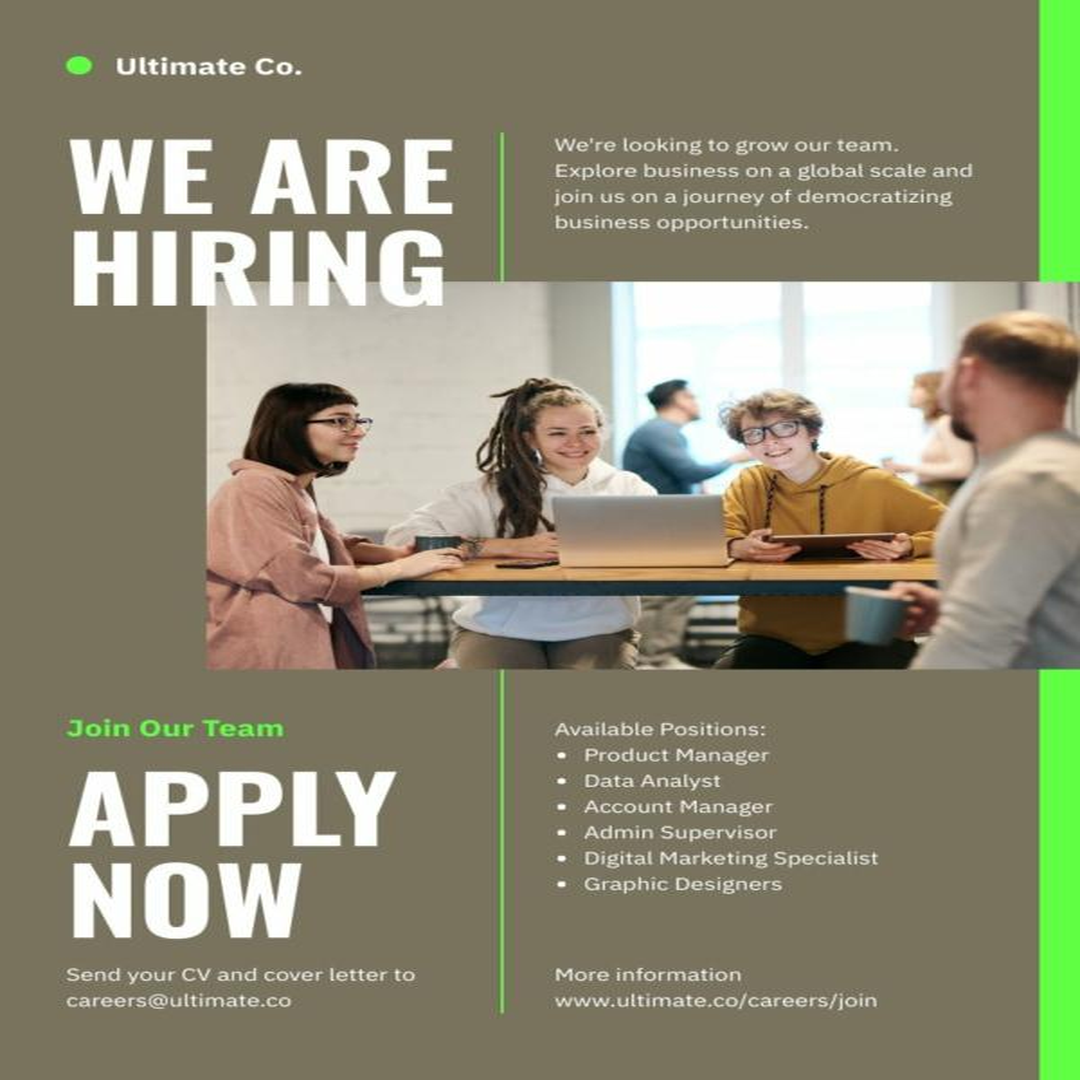 Ultimate Co.
WE ARE
HIRING
We're looking to grow our team.
Explore business on a global scale and
join us on a journey of democratizing
business opportunities.
Join Our Team
APPLY
NOW
Send your CV and cover letter to
careers@ultimate.co
Available Positions:
• Product Manager
• Data Analyst
• Account Manager
• Admin Supervisor
• Digital Marketing Specialist
• Graphic Designers
More information
www.ultimate.co/careers/join